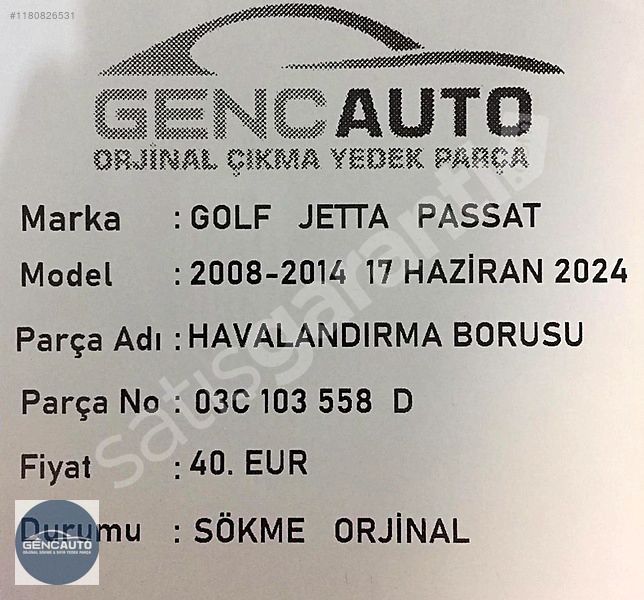 #1180826531
GENCAUTO
ORJİNAL ÇIKMA YEDEK PARÇA
Marka : GOLF JETTA PASSAT
Model : 2008-2014 17 HAZİRAN 2024
Parça Adı : HAVALANDIRMA BORUSU
Parça No : 03C 103 558 D
Fiyat : 40. EUR
Durumu : SÖKME ORJİNAL
satisgaranti
GENCAUTO